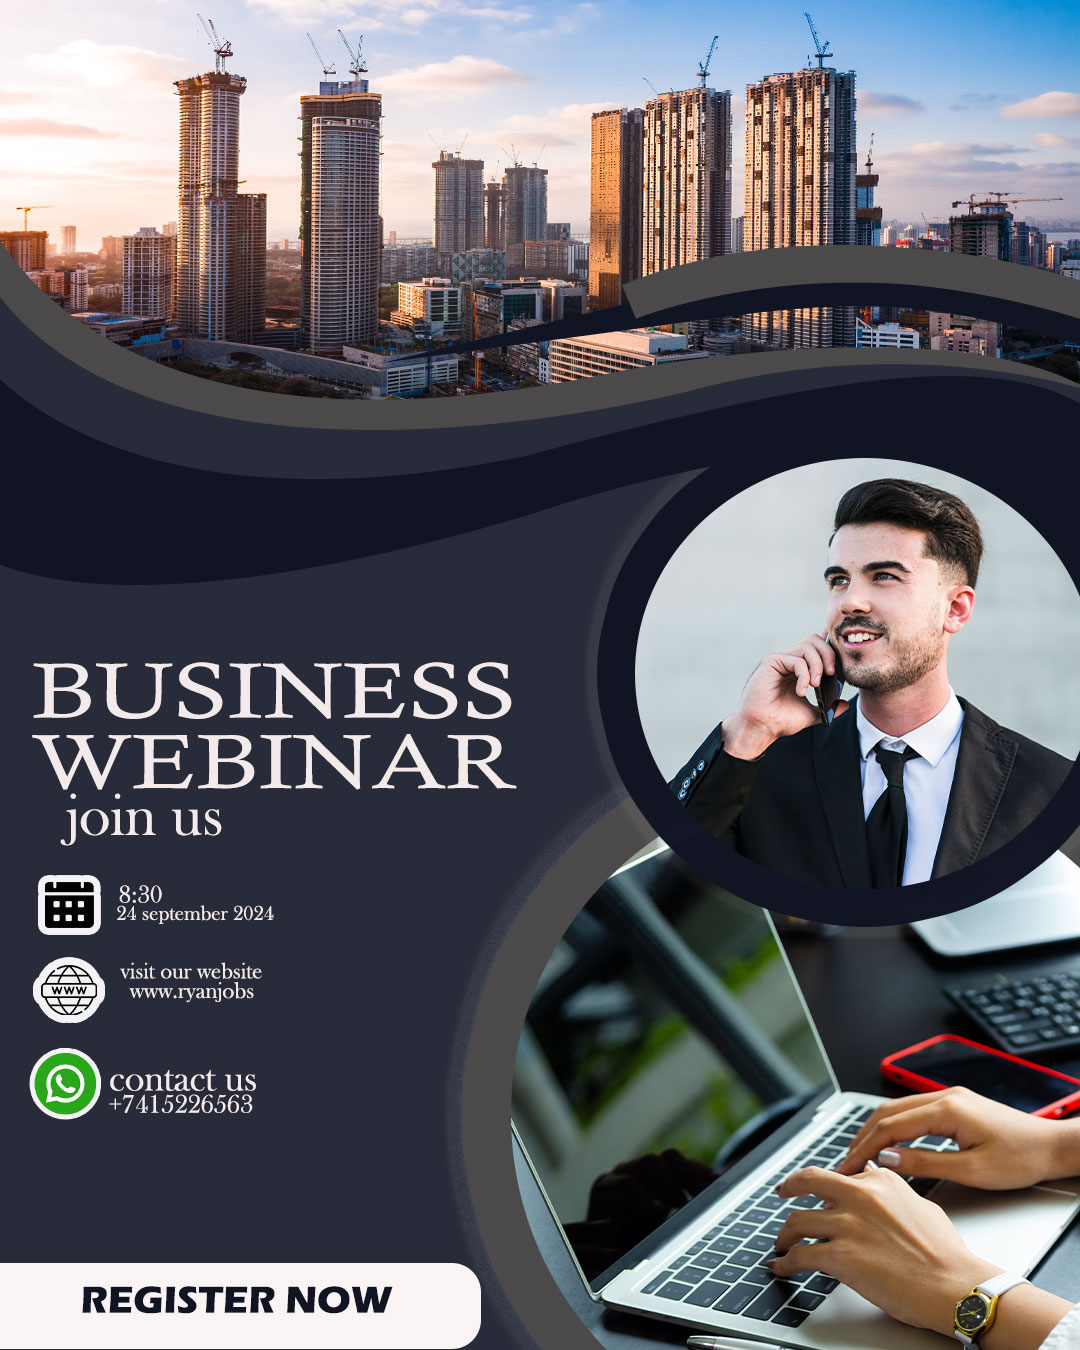 BUSINESS
WEBINAR
join us
8:30
24 september 2024
visit our website
www
www.ryanjobs
contact us
+7415226563
REGISTER NOW